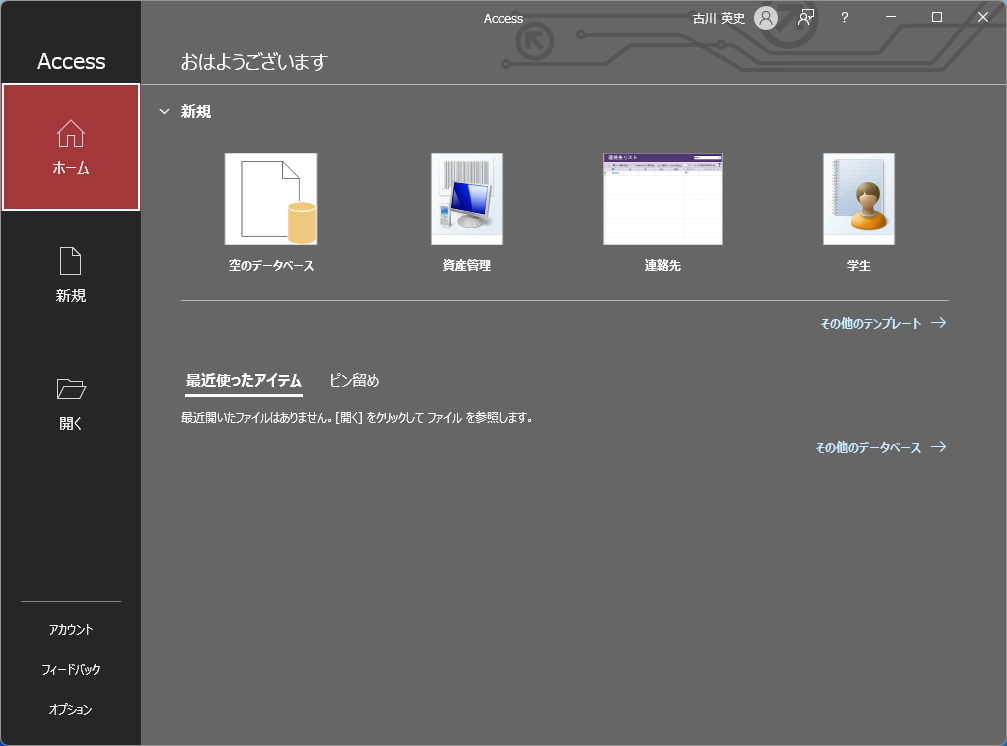 Access
古川 英史
?
Access
おはようございます
ホーム
新規
開く
アカウント
フィードバック
オプション
新規
連絡先リスト
空のデータベース
資産管理
連絡先
学生
その他のテンプレート
最近使ったアイテム
ピン留め
最近開いたファイルはありません。[開く] をクリックして ファイル を参照します。
その他のデータベース